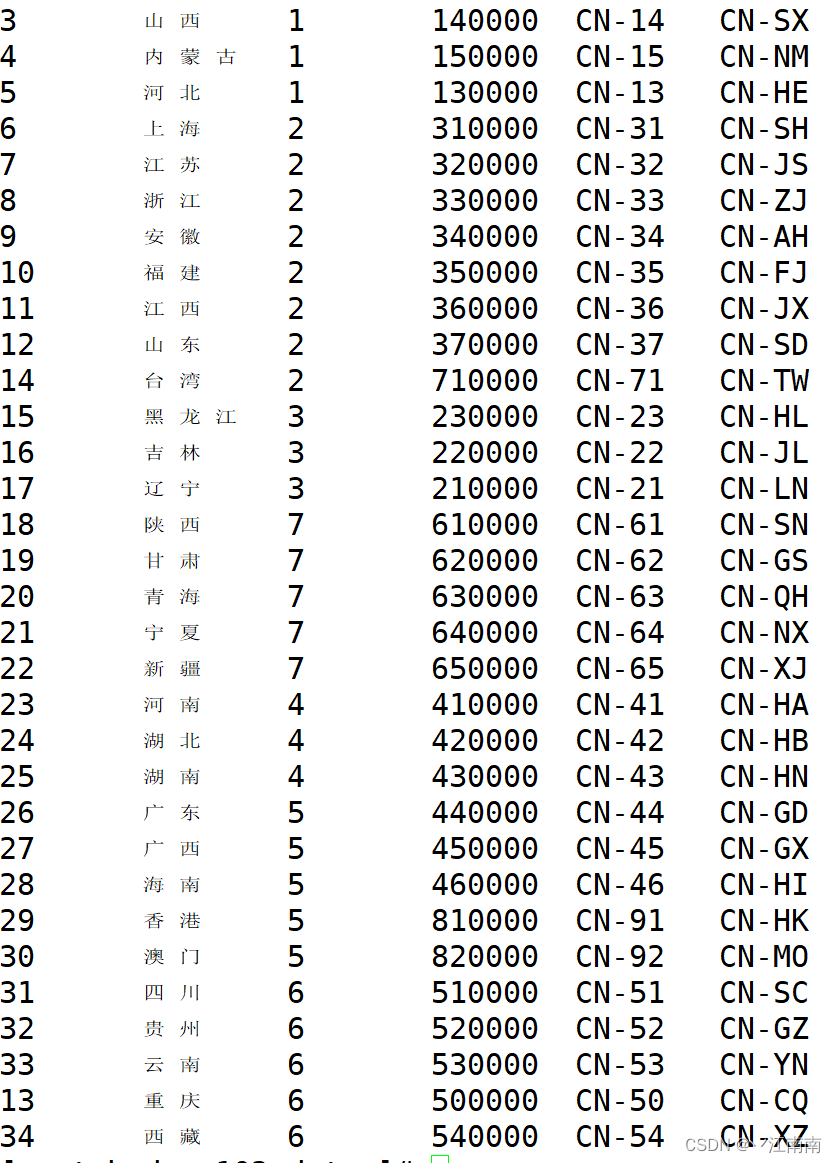 3 山西 1 140000 CN-14 CN-SX
4 内蒙古 1 150000 CN-15 CN-NM
5 河北 1 130000 CN-13 CN-HE
6 上海 2 310000 CN-31 CN-SH
7 江苏 2 320000 CN-32 CN-JS
8 浙江 2 330000 CN-33 CN-ZJ
9 安徽 2 340000 CN-34 CN-AH
10 福建 2 350000 CN-35 CN-FJ
11 江西 2 360000 CN-36 CN-JX
12 山东 2 370000 CN-37 CN-SD
14 台湾 2 710000 CN-71 CN-TW
15 黑龙江 3 230000 CN-23 CN-HL
16 吉林 3 220000 CN-22 CN-JL
17 辽宁 3 210000 CN-21 CN-LN
18 陕西 7 610000 CN-61 CN-SN
19 甘肃 7 620000 CN-62 CN-GS
20 青海 7 630000 CN-63 CN-QH
21 宁夏 7 640000 CN-64 CN-NX
22 新疆 7 650000 CN-65 CN-XJ
23 河南 4 410000 CN-41 CN-HA
24 湖北 4 420000 CN-42 CN-HB
25 湖南 4 430000 CN-43 CN-HN
26 广东 5 440000 CN-44 CN-GD
27 广西 5 450000 CN-45 CN-GX
28 海南 5 460000 CN-46 CN-HI
29 香港 5 810000 CN-91 CN-HK
30 澳门 5 820000 CN-92 CN-MO
31 四川 6 510000 CN-51 CN-SC
32 贵州 6 520000 CN-52 CN-GZ
33 云南 6 530000 CN-53 CN-YN
13 重庆 6 500000 CN-50 CN-CQ
34 西藏 6 540000 CN-54 CN-XZ
CSDN @ 江南南